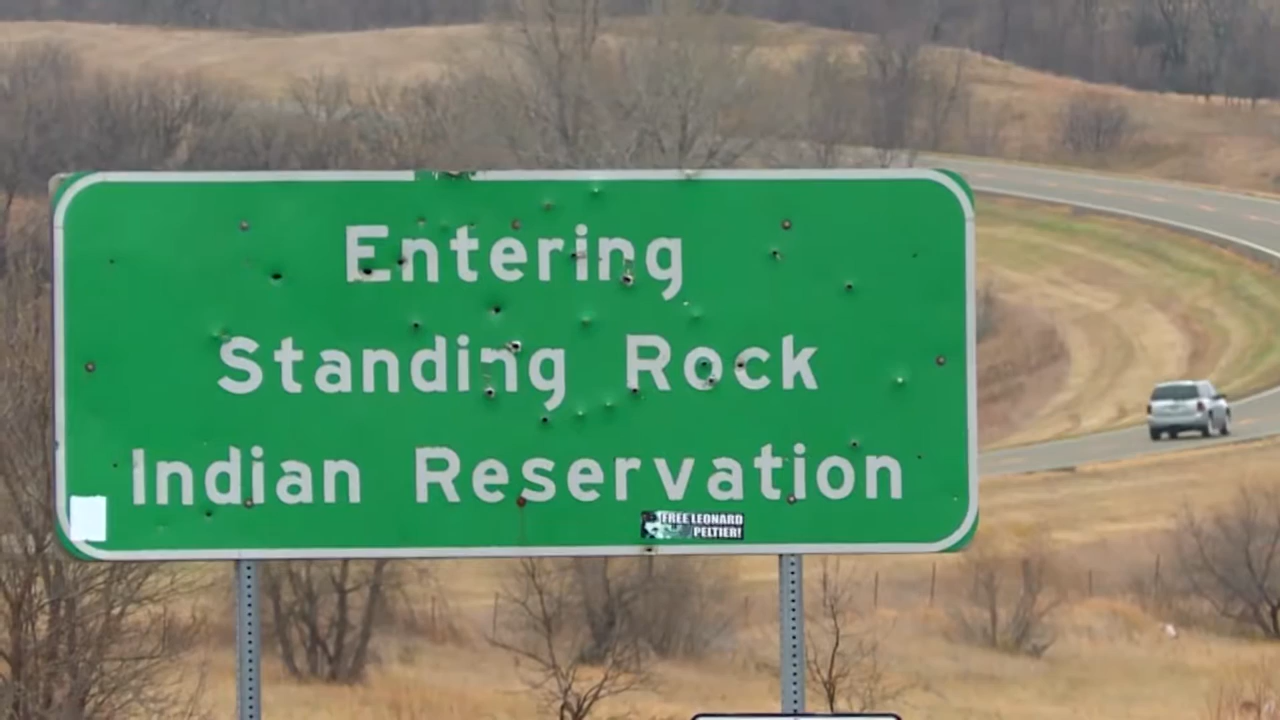 Entering
Standing Rock
Indian Reservation
FREE LEONARD
PELTIER!